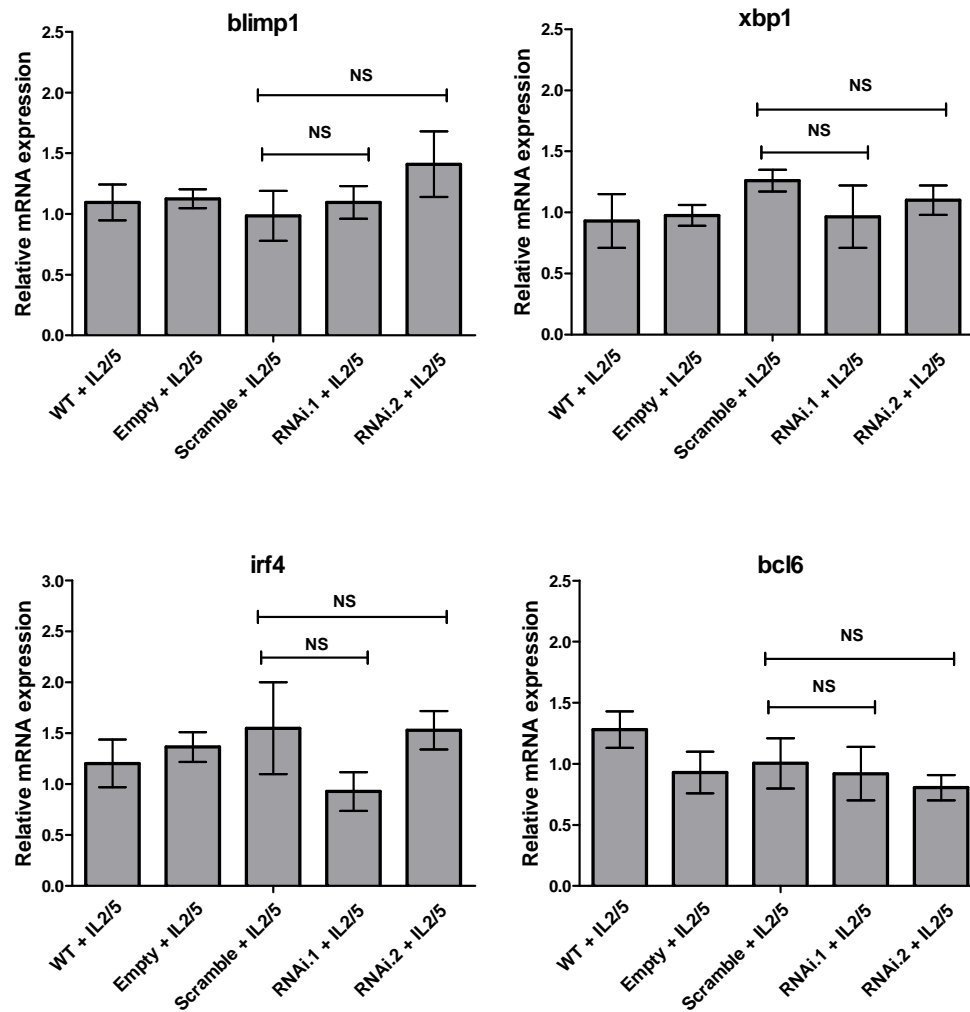 blimp1
Relative mRNA expression
2.5
2.0
1.5
1.0
0.5
0.0
NS
NS
WT + IL2/5
Empty + IL2/5
Scramble + IL2/5
RNAi.1 + IL2/5
RNAi.2 + IL2/5
xbp1
Relative mRNA expression
2.5
2.0
1.5
1.0
0.5
0.0
NS
NS
WT + IL2/5
Empty + IL2/5
Scramble + IL2/5
RNAi.1 + IL2/5
RNAi.2 + IL2/5
irf4
Relative mRNA expression
3.0
2.5
2.0
1.5
1.0
0.5
0.0
NS
NS
WT + IL2/5
Empty + IL2/5
Scramble + IL2/5
RNAi.1 + IL2/5
RNAi.2 + IL2/5
bcl6
Relative mRNA expression
2.5
2.0
1.5
1.0
0.5
0.0
NS
NS
WT + IL2/5
Empty + IL2/5
Scramble + IL2/5
RNAi.1 + IL2/5
RNAi.2 + IL2/5